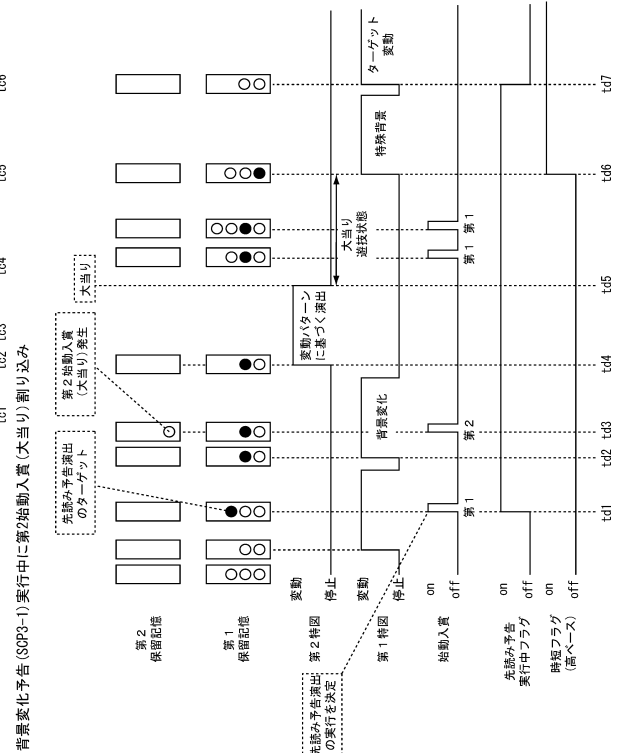 tc1 tc2 tc3 tc4 tc5 tc6
背景変化予告(SCP3-1)実行中に第2始動入賞(大当り)割り込み
先読み予告演出
のターゲット
第2始動入賞
(大当り)発生
大当り
第2
保留記憶
第1
保留記憶
第2特図
変動
停止
変動パターン
に基づく演出
大当り
遊技状態
第1特図
変動
停止
背景変化
特殊背景
ターゲット
変動
始動入賞
on
off
第1
第2
第1
第1
先読み予告演出
の実行を決定
先読み予告
実行中フラグ
on
off
時短フラグ
(高ベース)
on
off
td1 td2 td3 td4 td5 td6 td7